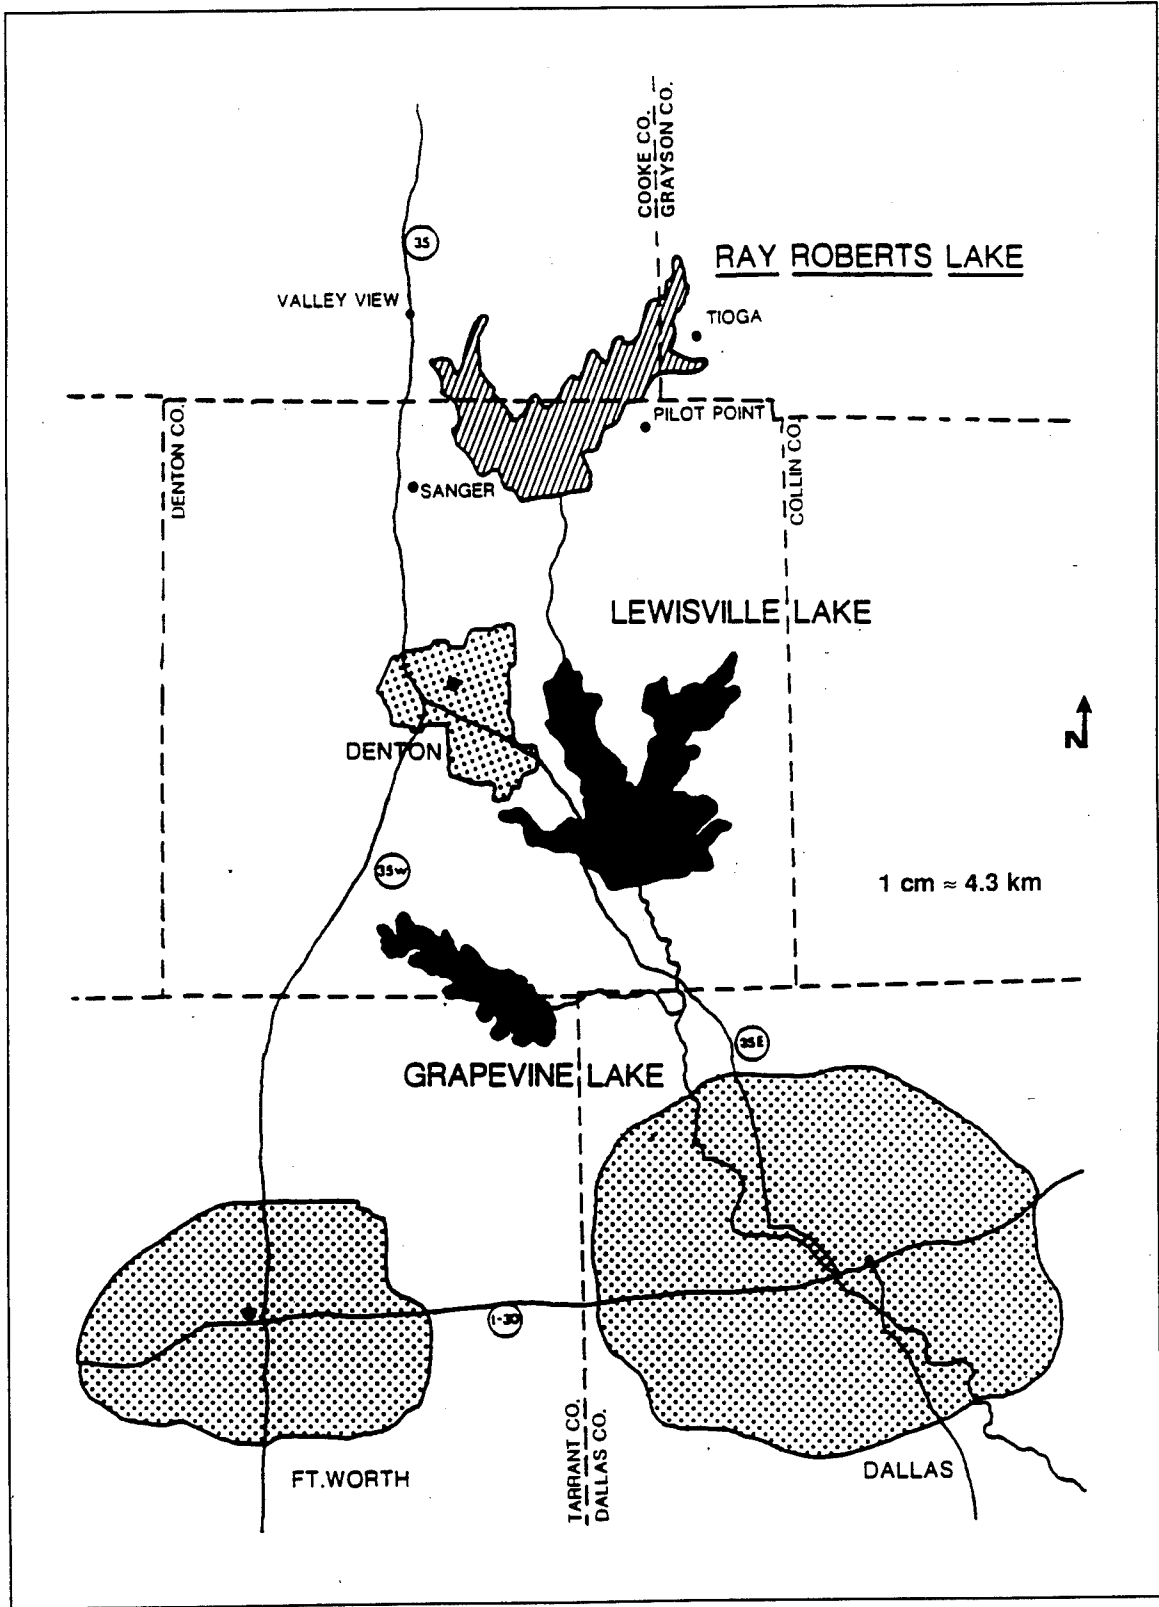 COOKE CO.
GRAYSON CO.
35
RAY ROBERTS LAKE
VALLEY VIEW
TIOGA
PILOT POINT
DENTON CO.
COLLIN CO.
SANGER
LEWISVILLE LAKE
N
DENTON
35W
1 cm ≈ 4.3 km
35E
GRAPEVINE LAKE
I-30
TARRANT CO.
DALLAS CO.
FT.WORTH
DALLAS